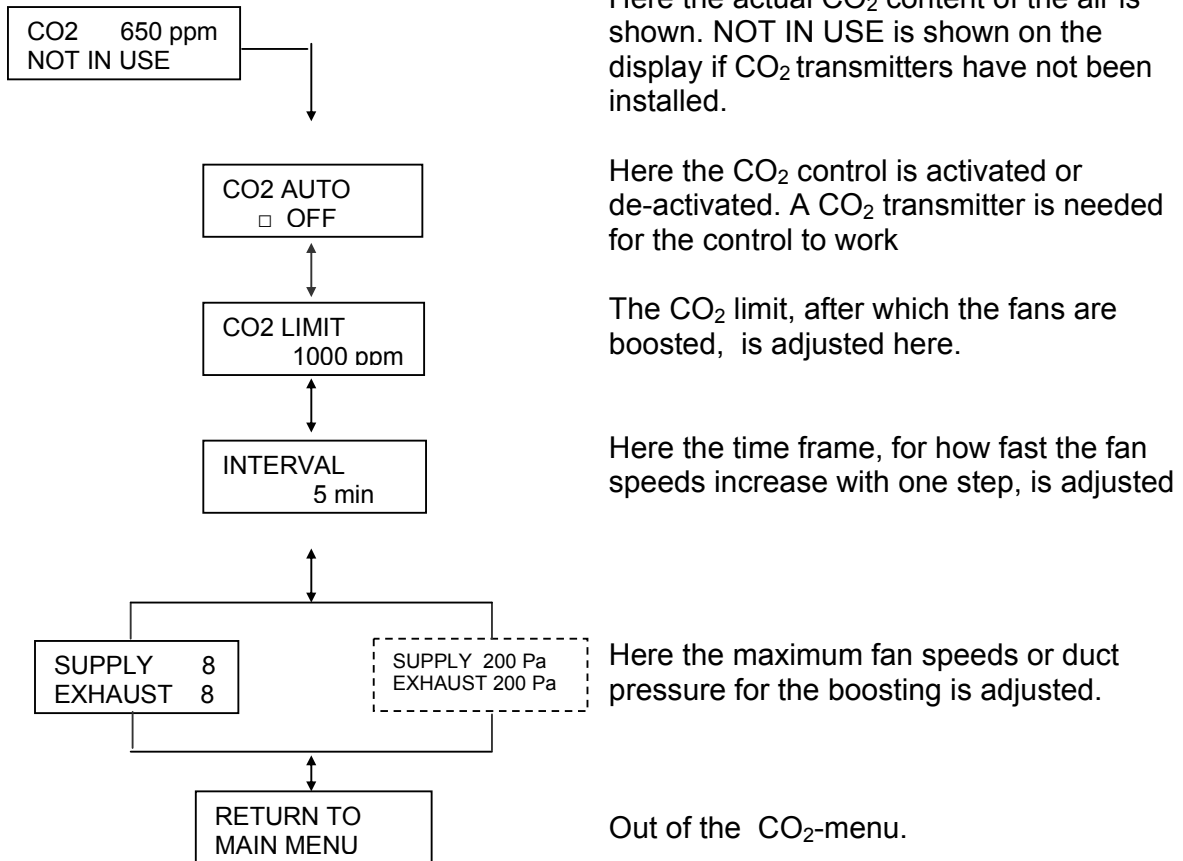 Here the actual CO₂ content of the air is
CO2 650 ppm
NOT IN USE
shown. NOT IN USE is shown on the
display if CO₂ transmitters have not been
installed.
CO2 AUTO
□ OFF
Here the CO₂ control is activated or
de-activated. A CO₂ transmitter is needed
for the control to work
CO2 LIMIT
1000 ppm
The CO₂ limit, after which the fans are
boosted, is adjusted here.
INTERVAL
5 min
Here the time frame, for how fast the fan
speeds increase with one step, is adjusted
SUPPLY 8
EXHAUST 8
SUPPLY 200 Pa
EXHAUST 200 Pa
Here the maximum fan speeds or duct
pressure for the boosting is adjusted.
RETURN TO
MAIN MENU
Out of the CO₂-menu.